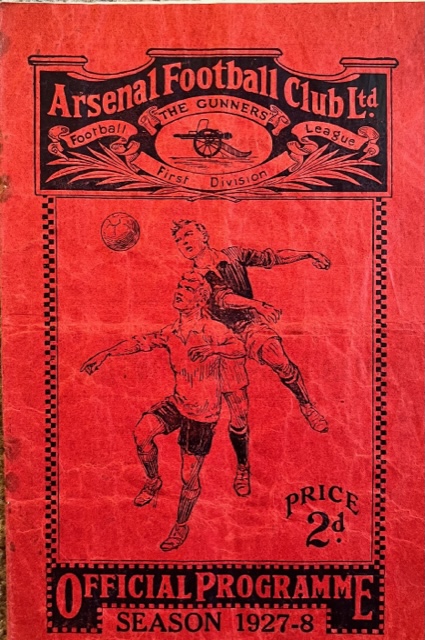 Arsenal Football Club Ltd.
"THE GUNNERS"
Football League
First Division
PRICE
2d.
OFFICIAL PROGRAMME
SEASON 1927-8